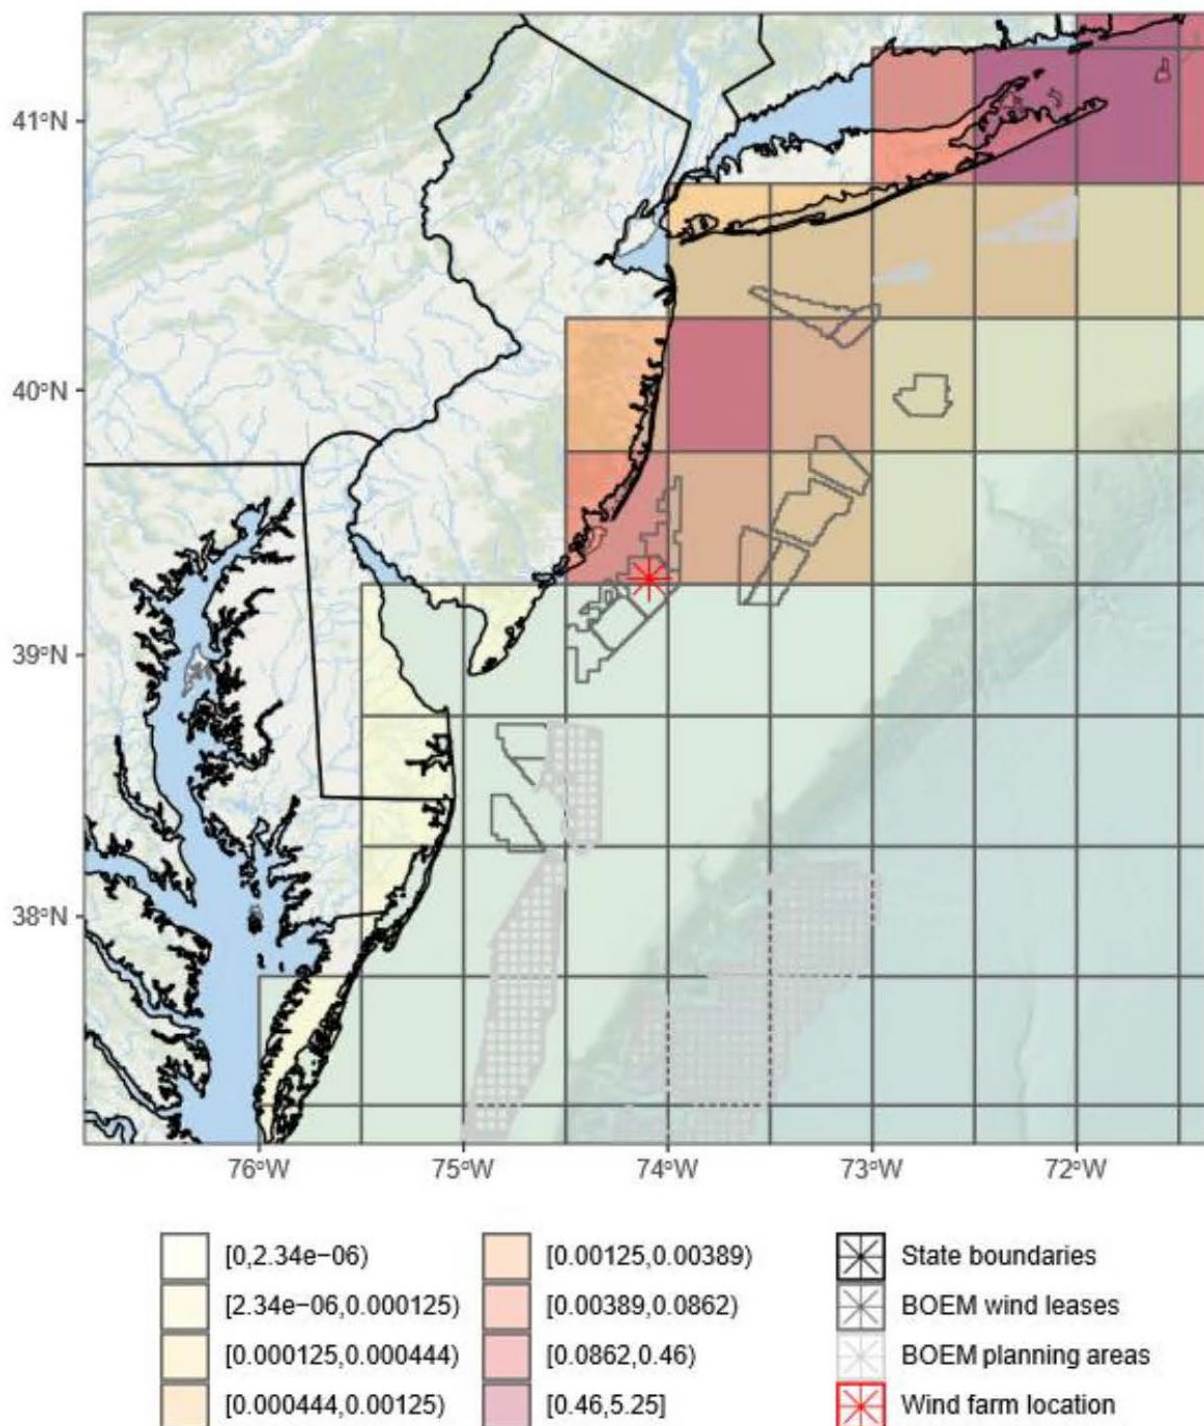 41°N
40°N
39°N
38°N
76°W 75°W 74°W 73°W 72°W
[0,2.34e−06) [0.00125,0.00389) State boundaries
[2.34e−06,0.000125) [0.00389,0.0862) BOEM wind leases
[0.000125,0.000444) [0.0862,0.46) BOEM planning areas
[0.000444,0.00125) [0.46,5.25] Wind farm location